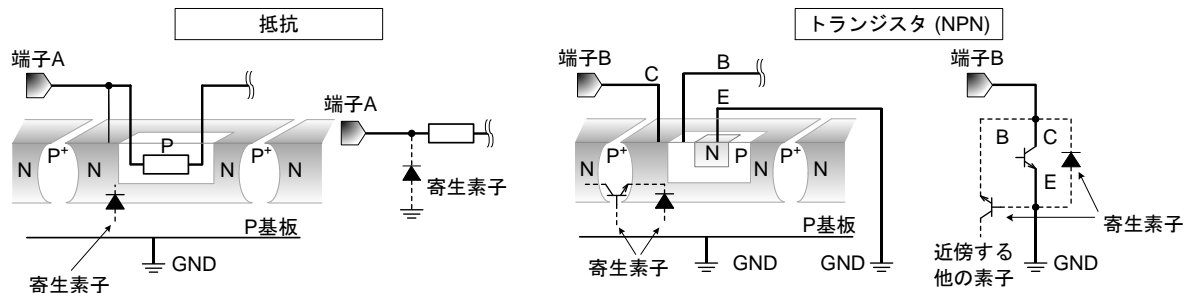 抵抗
トランジスタ (NPN)
端子A
N
P+
N
P
N
P+
N
P基板
寄生素子
GND
端子A
寄生素子
端子B
C
B
E
N
P+
N
N
P
N
P+
N
P基板
寄生素子
GND
GND
端子B
B
C
E
寄生素子
近傍する
他の素子
GND